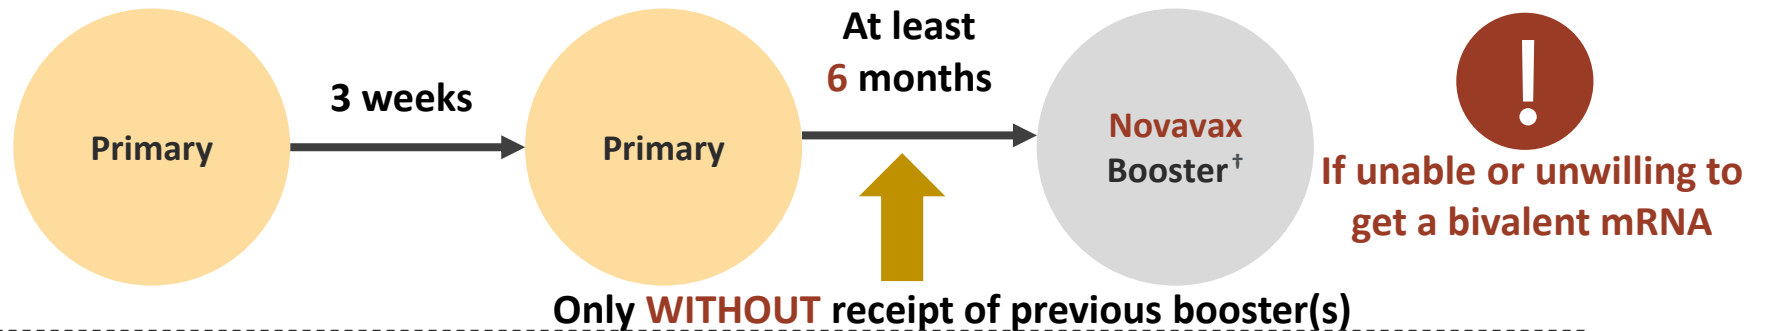 Primary
3 weeks
Primary
At least
6 months
Novavax
Booster†
!
If unable or unwilling to
get a bivalent mRNA
Only WITHOUT receipt of previous booster(s)